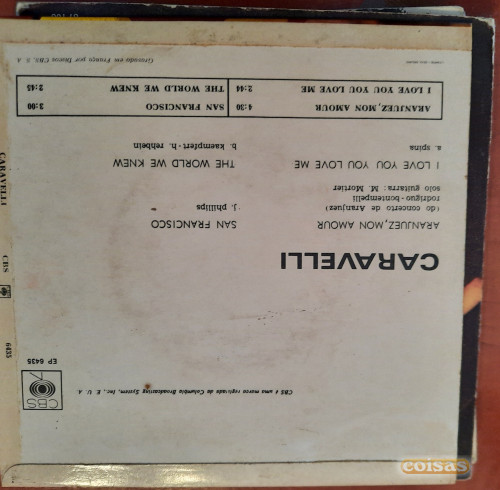 CBS
EP 6435
CBS é uma marca registada da Columbia Broadcasting System, Inc., E. U. A.
CARAVELLI
ARANJUEZ, MON AMOUR
(do concerto de Aranjuez)
rodriguo - bontempelli
solo guitarra: M. Mortier
I LOVE YOU YOU LOVE ME
a. spina
SAN FRANCISCO
j. phillips
THE WORLD WE KNEW
b. kaempfert - h. rehbein
ARANJUEZ, MON AMOUR 4:30
I LOVE YOU YOU LOVE ME 2:44
SAN FRANCISCO 3:00
THE WORLD WE KNEW 2:45
Gravado em França por Discos CBS, S. A.
CARAVELLI
CBS
6435
coisas